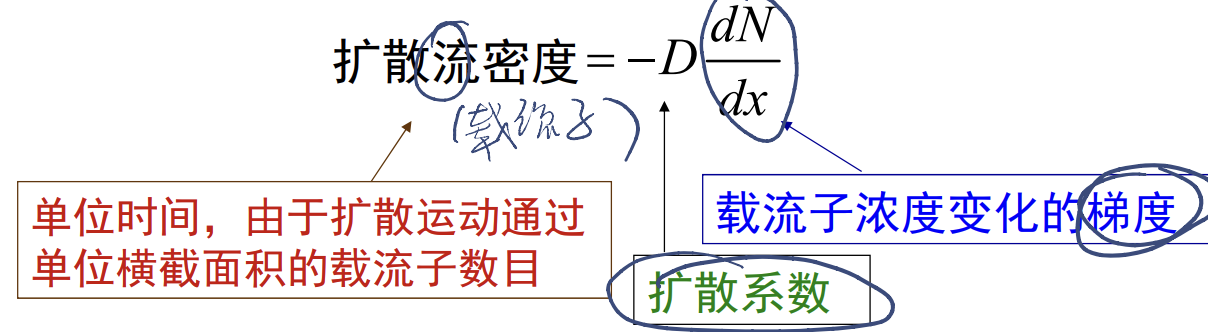 扩散流密度 = -D dN/dx
(载流子)
单位时间，由于扩散运动通过
单位横截面积的载流子数目
载流子浓度变化的梯度
扩散系数